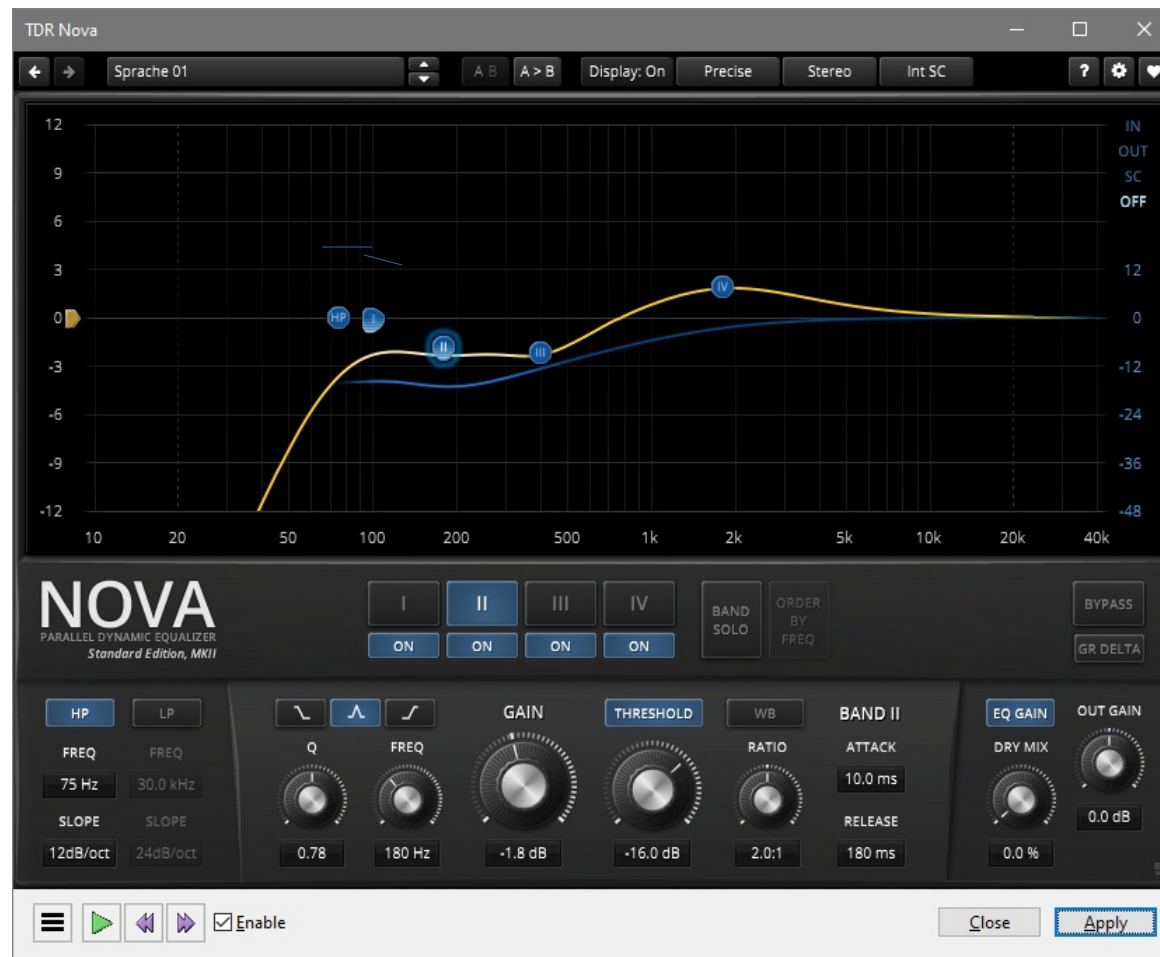 TDR Nova
Sprache 01
A B
A > B
Display: On
Precise
Stereo
Int SC
?
12
9
6
3
0
-3
-6
-9
-12
IN
OUT
SC
OFF
12
0
-12
-24
-36
-48
HP
I
II
III
IV
10 20 50 100 200 500 1k 2k 5k 10k 20k 40k
NOVA
PARALLEL DYNAMIC EQUALIZER
Standard Edition, MKII
I II III IV
ON ON ON ON
BAND
SOLO
ORDER
BY
FREQ
BYPASS
GR DELTA
HP LP
FREQ FREQ
75 Hz 30.0 kHz
SLOPE SLOPE
12dB/oct 24dB/oct
Q
0.78
FREQ
180 Hz
GAIN
-1.8 dB
THRESHOLD
-16.0 dB
WB
RATIO
2.0:1
BAND II
ATTACK
10.0 ms
RELEASE
180 ms
EQ GAIN
DRY MIX
0.0 %
OUT GAIN
0.0 dB
Enable
Close
Apply